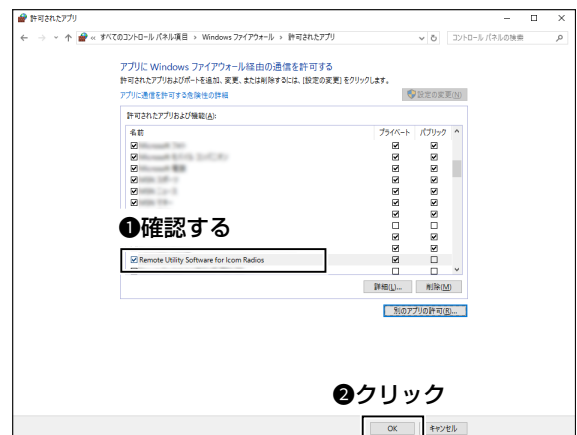 許可されたアプリ
« すべてのコントロール パネル項目 › Windows ファイアウォール › 許可されたアプリ
コントロール パネルの検索
アプリに Windows ファイアウォール経由の通信を許可する
許可されたアプリおよびポートを追加、変更、または削除するには、[設定の変更] をクリックします。
アプリに通信を許可する危険性の詳細
設定の変更(N)
許可されたアプリおよび機能(A):
名前 プライベート パブリック
❶確認する
Remote Utility Software for Icom Radios
詳細(L)... 削除(M)
別のアプリの許可(R)...
❷クリック
OK キャンセル